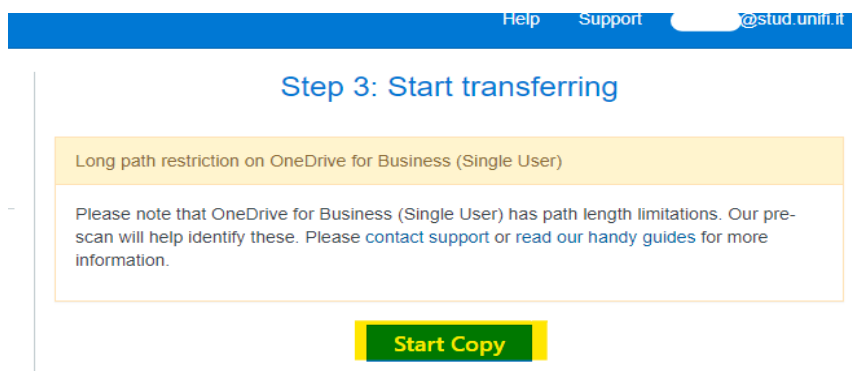 Help Support @stud.unifi.it
Step 3: Start transferring
Long path restriction on OneDrive for Business (Single User)
Please note that OneDrive for Business (Single User) has path length limitations. Our pre-
scan will help identify these. Please contact support or read our handy guides for more
information.
Start Copy